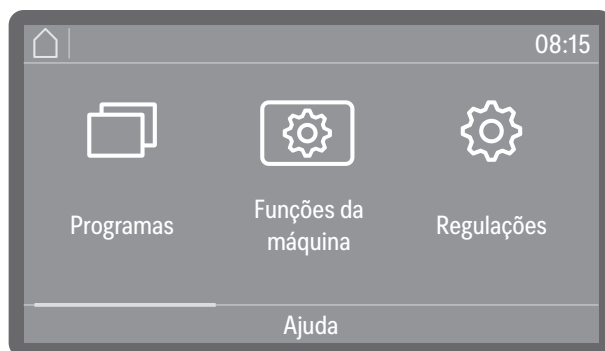 08:15
Programas
Funções da
máquina
Regulações
Ajuda